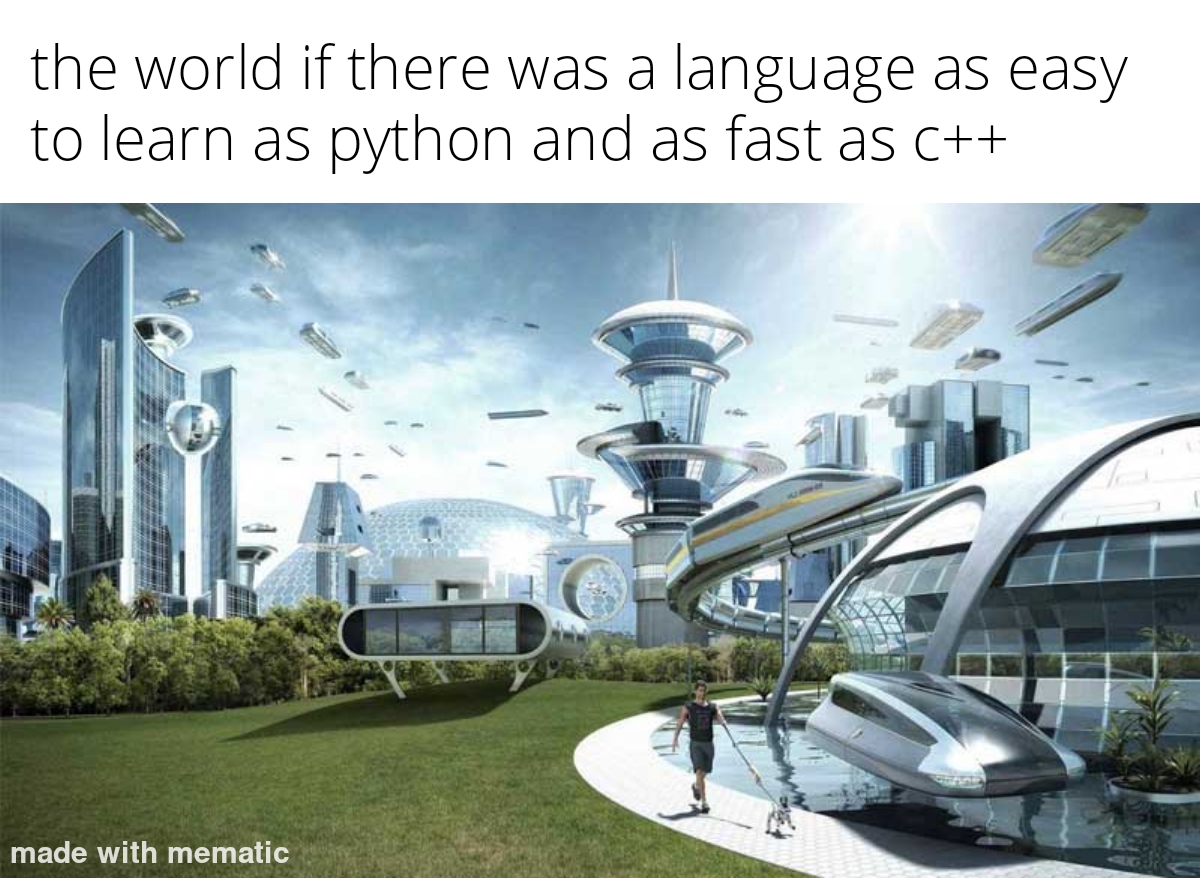 the world if there was a language as easy
to learn as python and as fast as c++
made with mematic